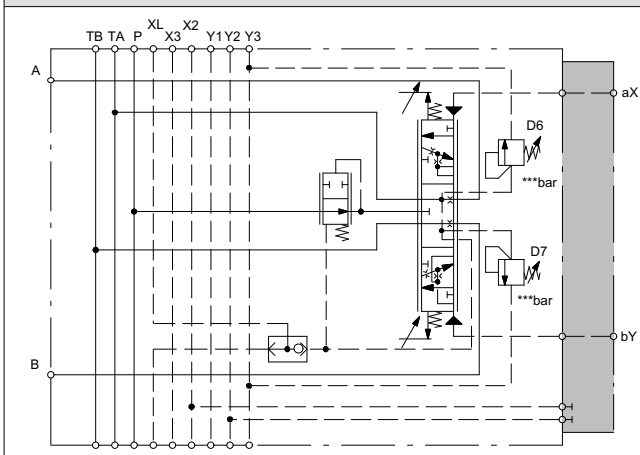 TB TA P XL X3 X2 Y1 Y2 Y3
A
aX
D6
***bar
D7
***bar
bY
B